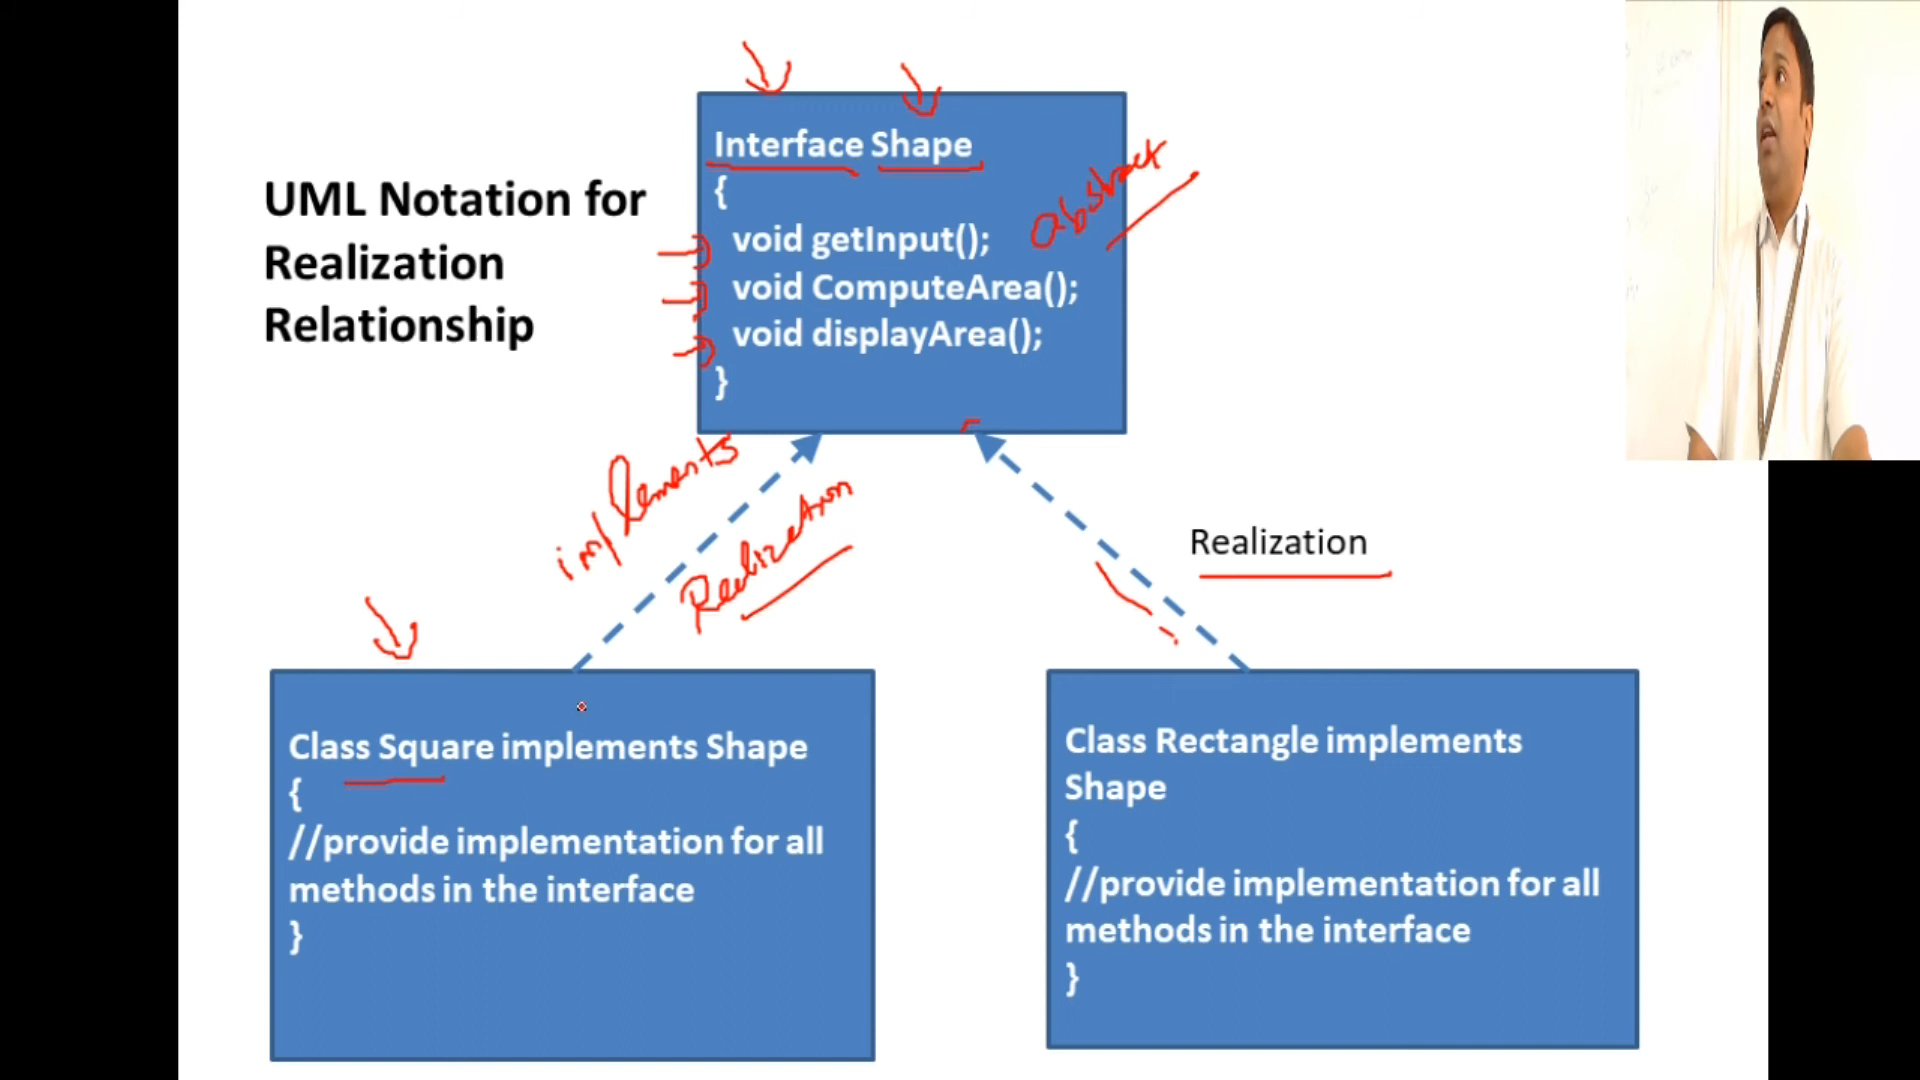 UML Notation for
Realization
Relationship
Interface Shape
{
void getInput();
void ComputeArea();
void displayArea();
}
abstract
implements
Realization
Realization
Class Square implements Shape
{
//provide implementation for all
methods in the interface
}
Class Rectangle implements
Shape
{
//provide implementation for all
methods in the interface
}